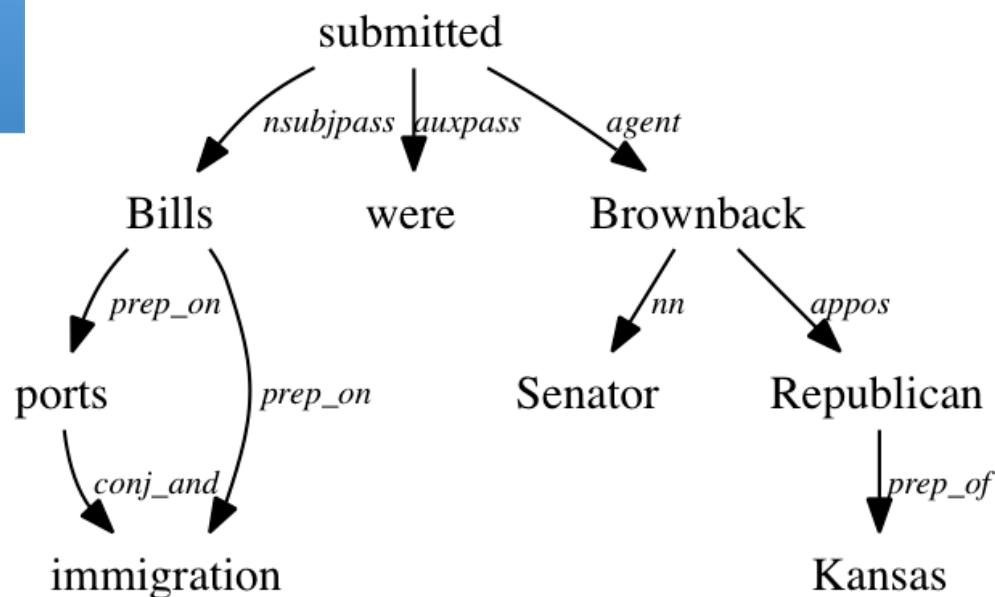 submitted
nsubjpass auxpass agent
Bills were Brownback
prep_on nn appos
ports prep_on Senator Republican
conj_and prep_of
immigration Kansas